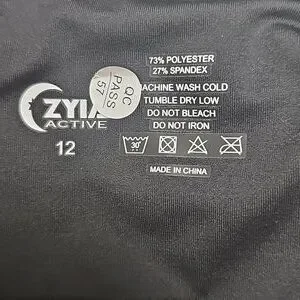 73% POLYESTER
27% SPANDEX
MACHINE WASH COLD
TUMBLE DRY LOW
DO NOT BLEACH
DO NOT IRON
30°
MADE IN CHINA
ZYIA
ACTIVE
12
QC
PASS
57